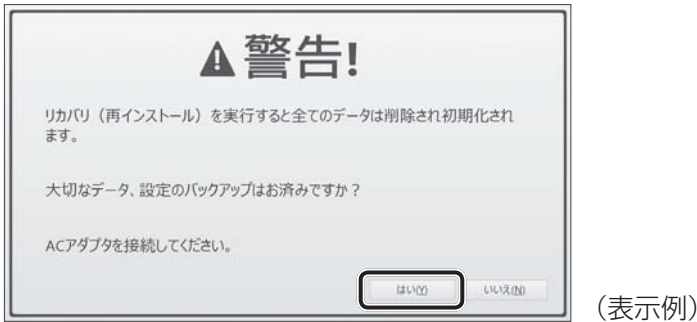 警告!
リカバリ（再インストール）を実行すると全てのデータは削除され初期化され
ます。
大切なデータ、設定のバックアップはお済みですか？
ACアダプタを接続してください。
はい(Y) いいえ(N)
（表示例）